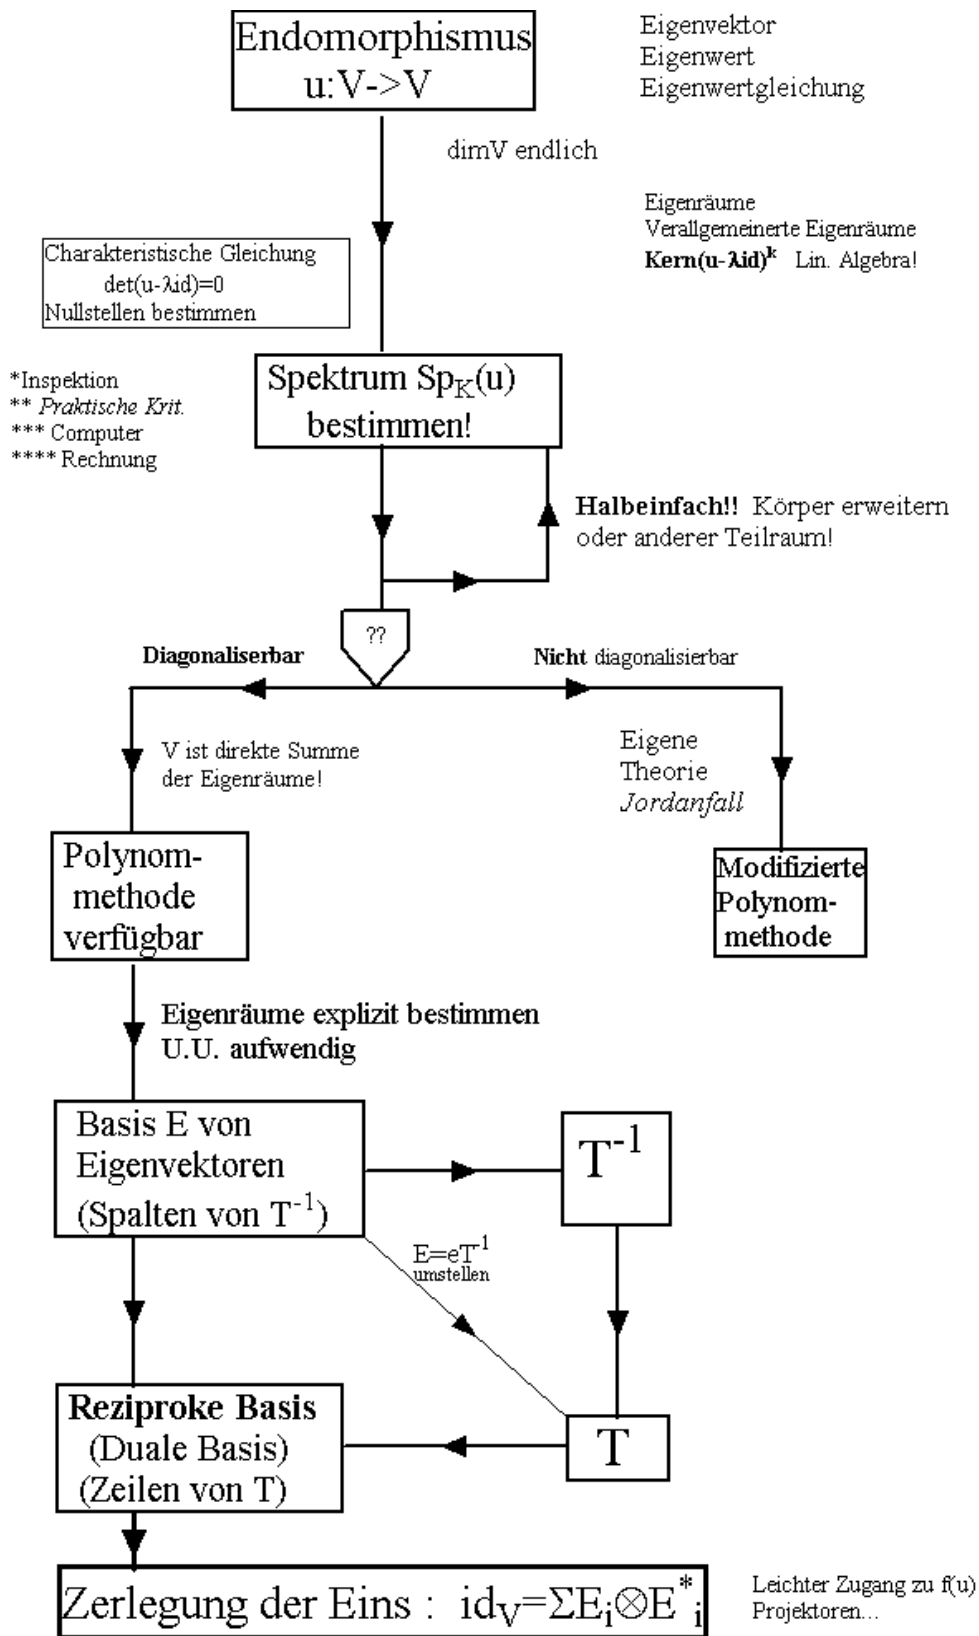 Endomorphismus
u:V->V
Eigenvektor
Eigenwert
Eigenwertgleichung
dimV endlich
Eigenräume
Verallgemeinerte Eigenräume
Kern(u-λid)^k Lin. Algebra!
Charakteristische Gleichung
det(u-λid)=0
Nullstellen bestimmen
*Inspektion
** Praktische Krit.
*** Computer
**** Rechnung
Spektrum Sp_K(u)
bestimmen!
Halbeinfach!! Körper erweitern
oder anderer Teilraum!
??
Diagonaliserbar
Nicht diagonalisierbar
V ist direkte Summe
der Eigenräume!
Eigene
Theorie
Jordanfall
Polynom-
methode
verfügbar
Modifizierte
Polynom-
methode
Eigenräume explizit bestimmen
U.U. aufwendig
Basis E von
Eigenvektoren
(Spalten von T^-1)
T^-1
E=eT^-1
umstellen
Reziproke Basis
(Duale Basis)
(Zeilen von T)
T
Zerlegung der Eins : id_V=ΣE_i⊗E^*_i
Leichter Zugang zu f(u)
Projektoren...